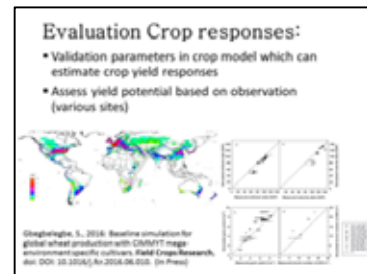 Evaluation Crop responses:
▪ Validation parameters in crop model which can
estimate crop yield responses
▪ Assess yield potential based on observation
(various sites)
Gbegbelegbe, S., 2016: Baseline simulation for
global wheat production with CIMMYT mega-
environment specific cultivars. Field Crops Research.
doi: DOI: 10.1016/j.fcr.2016.06.010. (In Press)